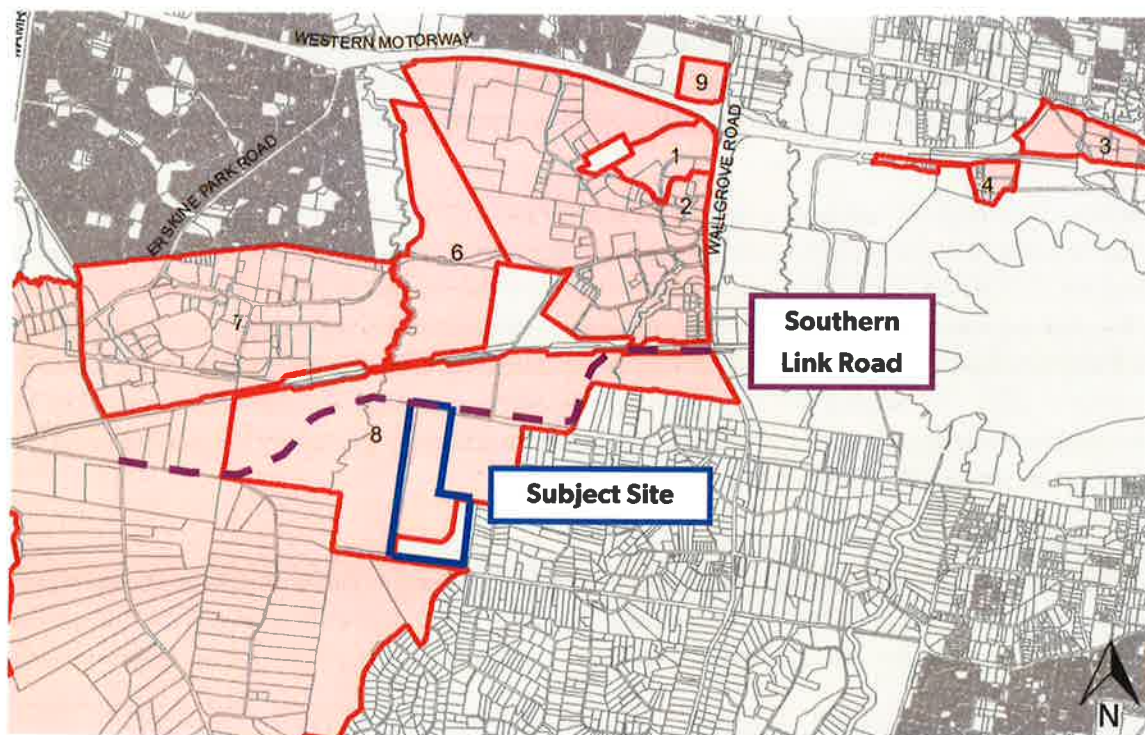 WESTERN MOTORWAY
9
ERSKINE PARK ROAD
1
WALLGROVE ROAD
3
4
2
6
Southern
Link Road
7
8
Subject Site
N